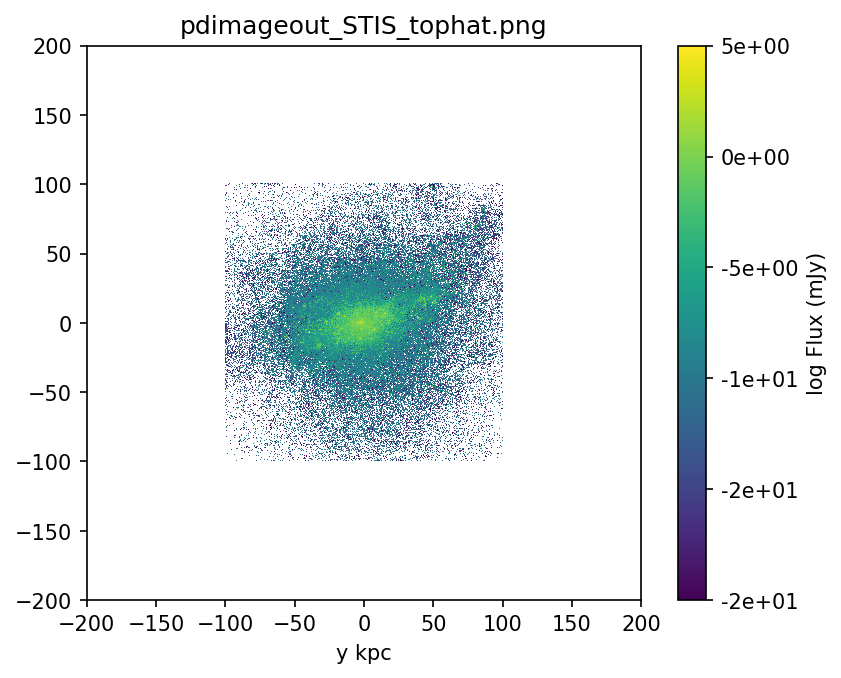 pdimageout_STIS_tophat.png
200
150
100
50
0
−50
−100
−150
−200
−200 −150 −100 −50 0 50 100 150 200
y kpc
5e+00
0e+00
-5e+00
-1e+01
-2e+01
-2e+01
log Flux (mJy)